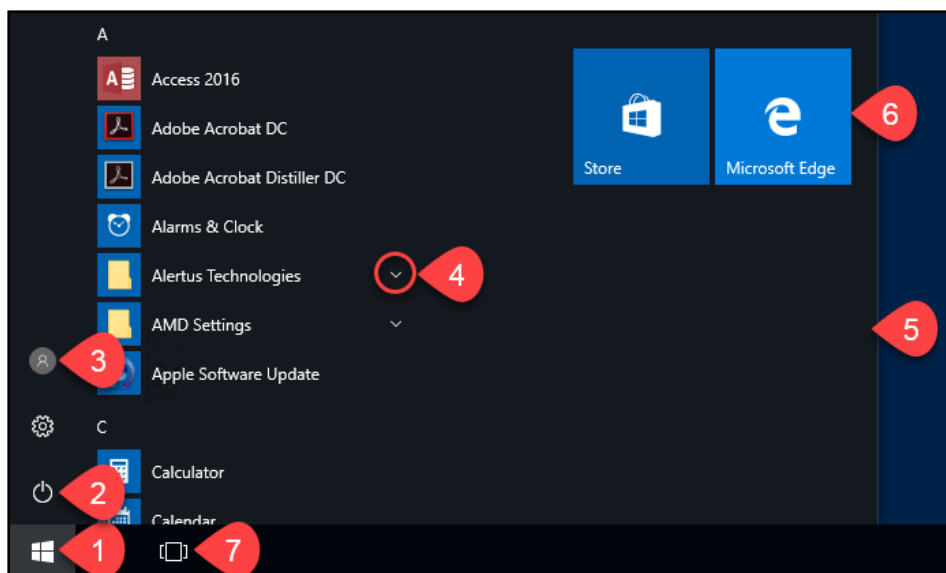 A
Access 2016
Adobe Acrobat DC
Adobe Acrobat Distiller DC
Alarms & Clock
Alertus Technologies
AMD Settings
Apple Software Update
C
Calculator
Calendar
Store
Microsoft Edge
6
4
5
3
2
1
7